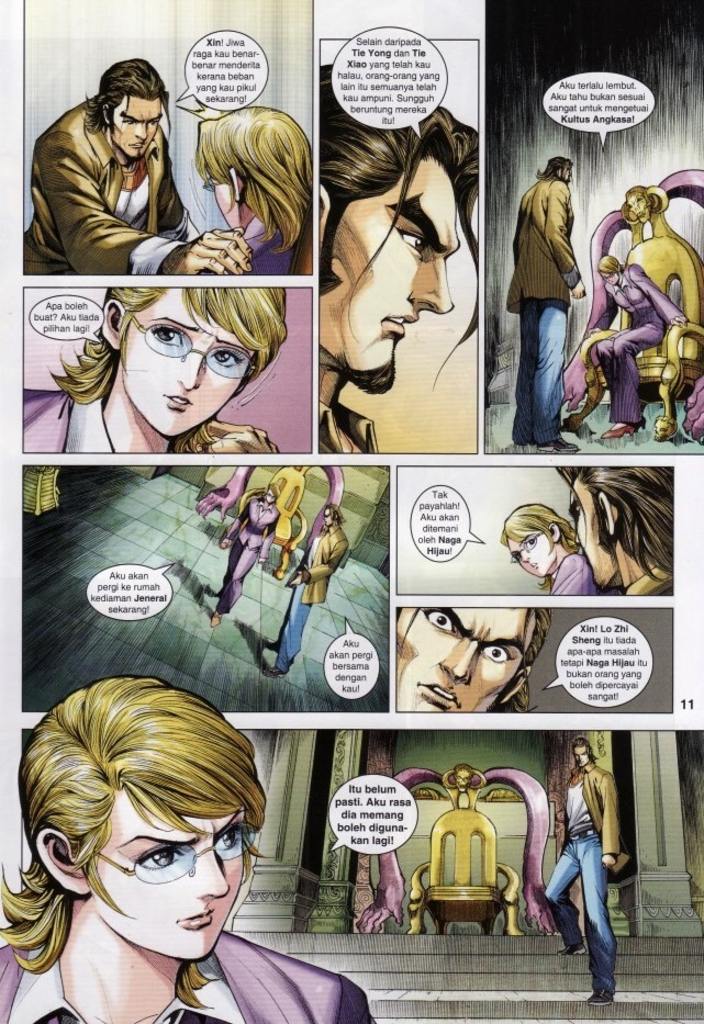 Xin! Jiwa
raga kau benar-
benar menderita
kerana beban
yang kau pikul
sekarang!
Selain daripada
Tie Yong dan Tie
Xiao yang telah kau
halau, orang-orang yang
lain itu semuanya telah
kau ampuni. Sungguh
beruntung mereka
itu!
Aku terlalu lembut.
Aku tahu bukan sesuai
sangat untuk mengetuai
Kultus Angkasa!
Apa boleh
buat? Aku tiada
pilihan lagi!
Aku akan
pergi ke rumah
kediaman Jeneral
sekarang!
Aku
akan pergi
bersama
dengan
kau!
Tak
payahlah!
Aku akan
ditemani
oleh Naga
Hijau!
Xin! Lo Zhi
Sheng itu tiada
apa-apa masalah
tetapi Naga Hijau itu
bukan orang yang
boleh dipercayai
sangat!
11
Itu belum
pasti. Aku rasa
dia memang
boleh diguna-
kan lagi!